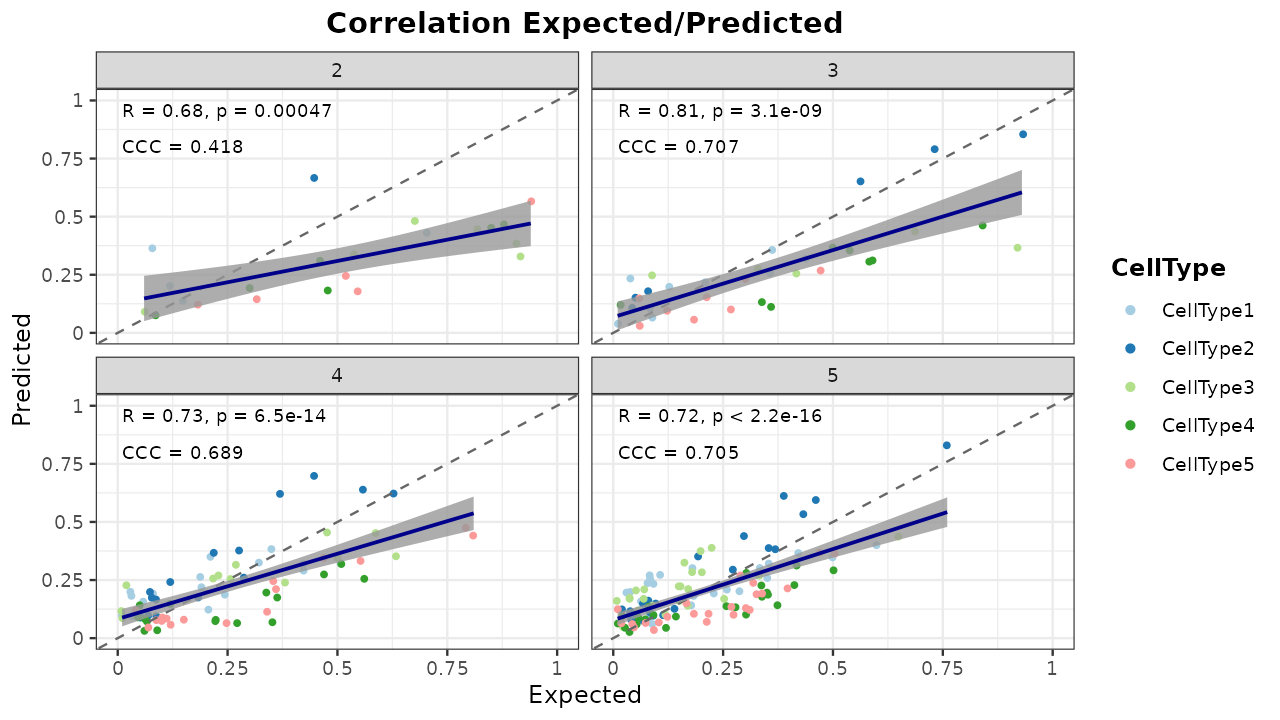 Correlation Expected/Predicted
2
3
R = 0.68, p = 0.00047
CCC = 0.418
R = 0.81, p = 3.1e-09
CCC = 0.707
1
0.75
0.5
0.25
0
4
5
R = 0.73, p = 6.5e-14
CCC = 0.689
R = 0.72, p < 2.2e-16
CCC = 0.705
1
0.75
0.5
0.25
0
0 0.25 0.5 0.75 1
0 0.25 0.5 0.75 1
Expected
Predicted
CellType
CellType1
CellType2
CellType3
CellType4
CellType5